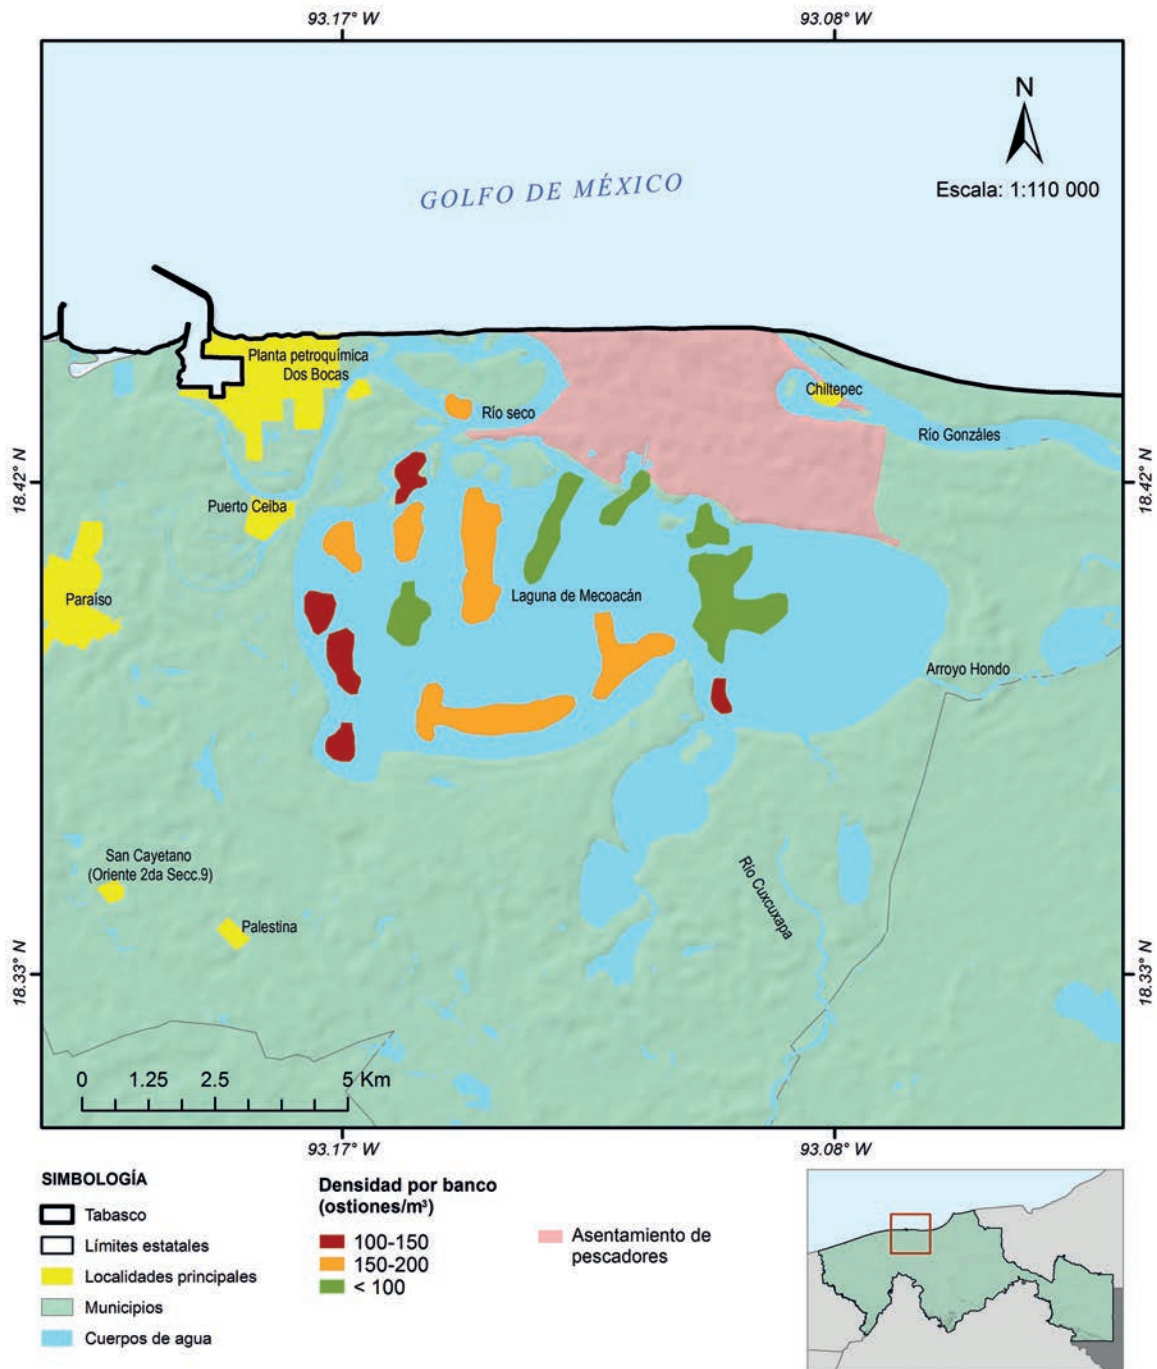 93.17° W
93.08° W
N
Escala: 1:110 000
GOLFO DE MÉXICO
Planta petroquímica
Dos Bocas
Río seco
Chiltepec
Río Gonzáles
18.42° N
18.42° N
Puerto Ceiba
Paraíso
Laguna de Mecoacán
Arroyo Hondo
San Cayetano
(Oriente 2da Secc.9)
Palestina
Río Cuxcuxapa
18.33° N
18.33° N
0 1.25 2.5 5 Km
93.17° W
93.08° W
SIMBOLOGÍA
Tabasco
Límites estatales
Localidades principales
Municipios
Cuerpos de agua
Densidad por banco
(ostiones/m³)
100-150
150-200
< 100
Asentamiento de
pescadores